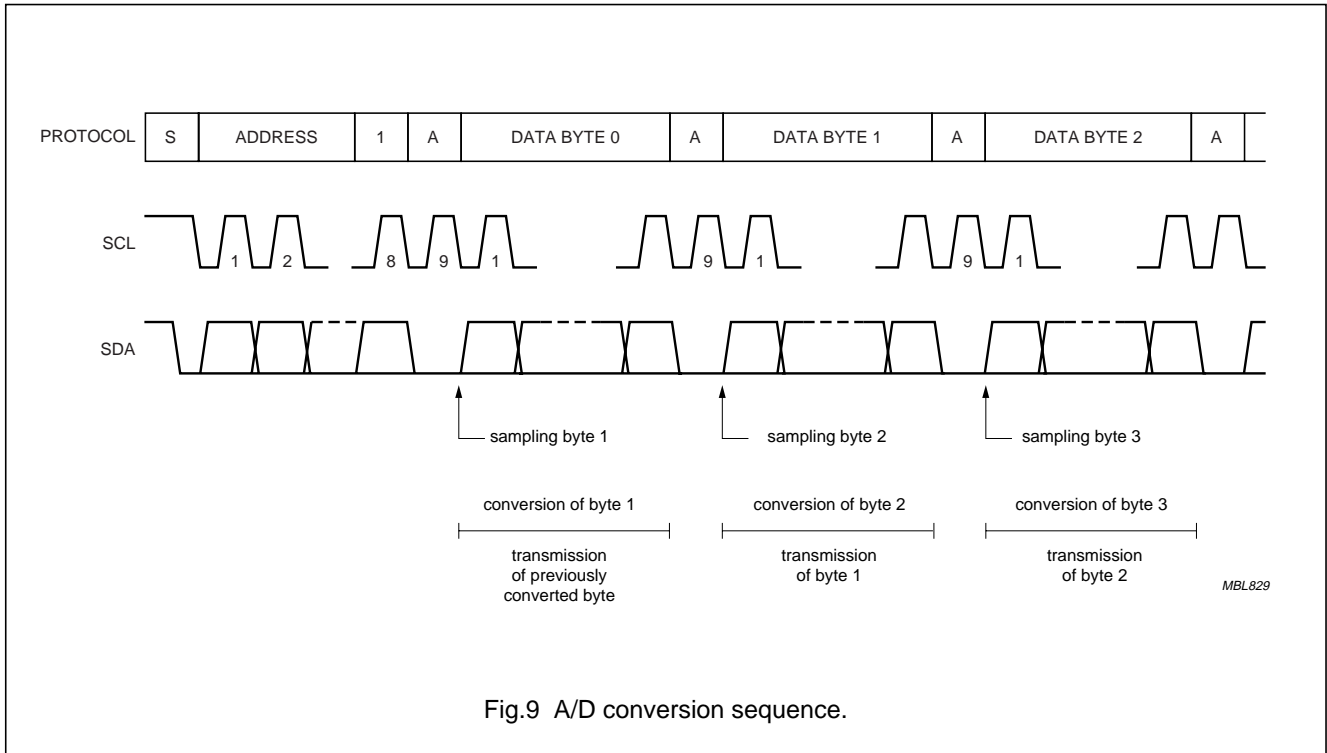 PROTOCOL S ADDRESS 1 A DATA BYTE 0 A DATA BYTE 1 A DATA BYTE 2 A
SCL 1 2 8 9 1 9 1 9 1
SDA
sampling byte 1 sampling byte 2 sampling byte 3
conversion of byte 1 conversion of byte 2 conversion of byte 3
transmission transmission transmission
of previously of byte 1 of byte 2
converted byte
MBL829
Fig.9 A/D conversion sequence.